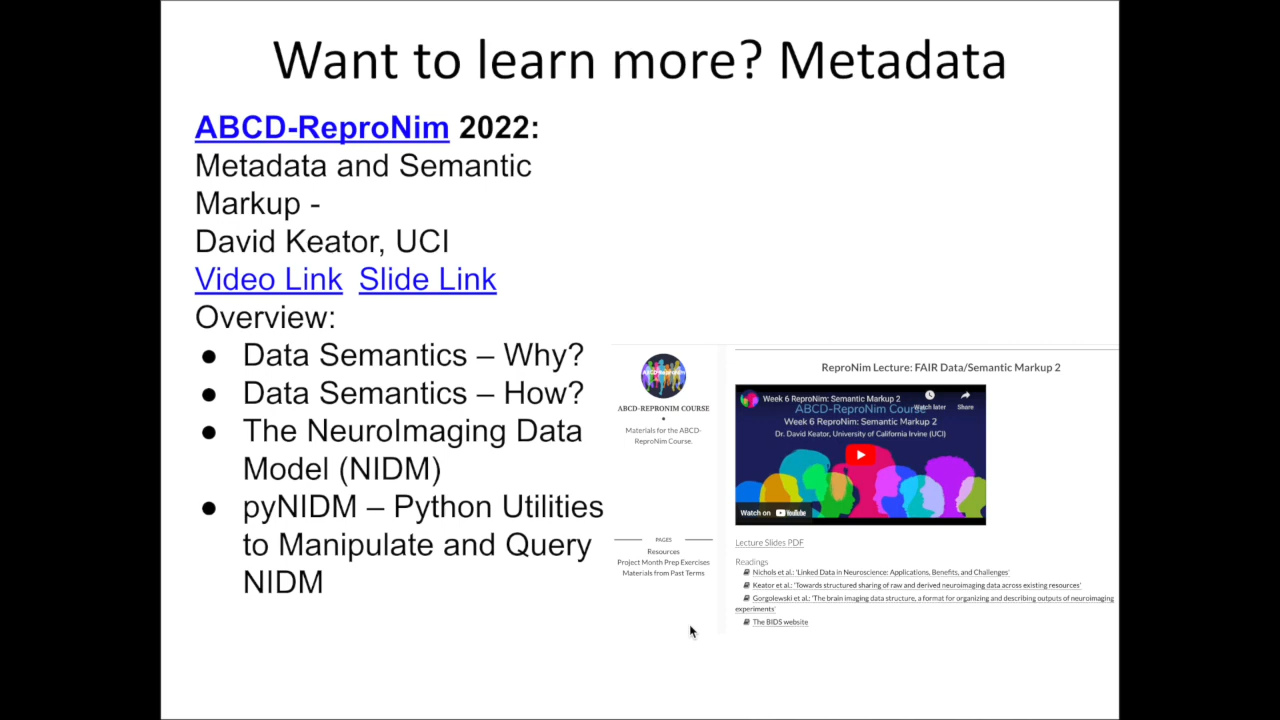 Want to learn more? Metadata
ABCD-ReproNim 2022:
Metadata and Semantic
Markup -
David Keator, UCI
Video Link Slide Link
Overview:
● Data Semantics – Why?
● Data Semantics – How?
● The NeuroImaging Data
Model (NIDM)
● pyNIDM – Python Utilities
to Manipulate and Query
NIDM
ABCD-ReproNim
ABCD-REPRONIM COURSE
•
Materials for the ABCD-
ReproNim Course.
PAGES
Resources
Project Month Prep Exercises
Materials from Past Terms
ReproNim Lecture: FAIR Data/Semantic Markup 2
Week 6 ReproNim: Semantic Markup 2
Watch later Share
ABCD-ReproNim Course
Week 6 ReproNim: Semantic Markup 2
Dr. David Keator, University of California Irvine (UCI)
Watch on YouTube
Lecture Slides PDF
Readings
Nichols et al.: 'Linked Data in Neuroscience: Applications, Benefits, and Challenges'
Keator et al.: 'Towards structured sharing of raw and derived neuroimaging data across existing resources'
Gorgolewski et al.: 'The brain imaging data structure, a format for organizing and describing outputs of neuroimaging
experiments'
The BIDS website